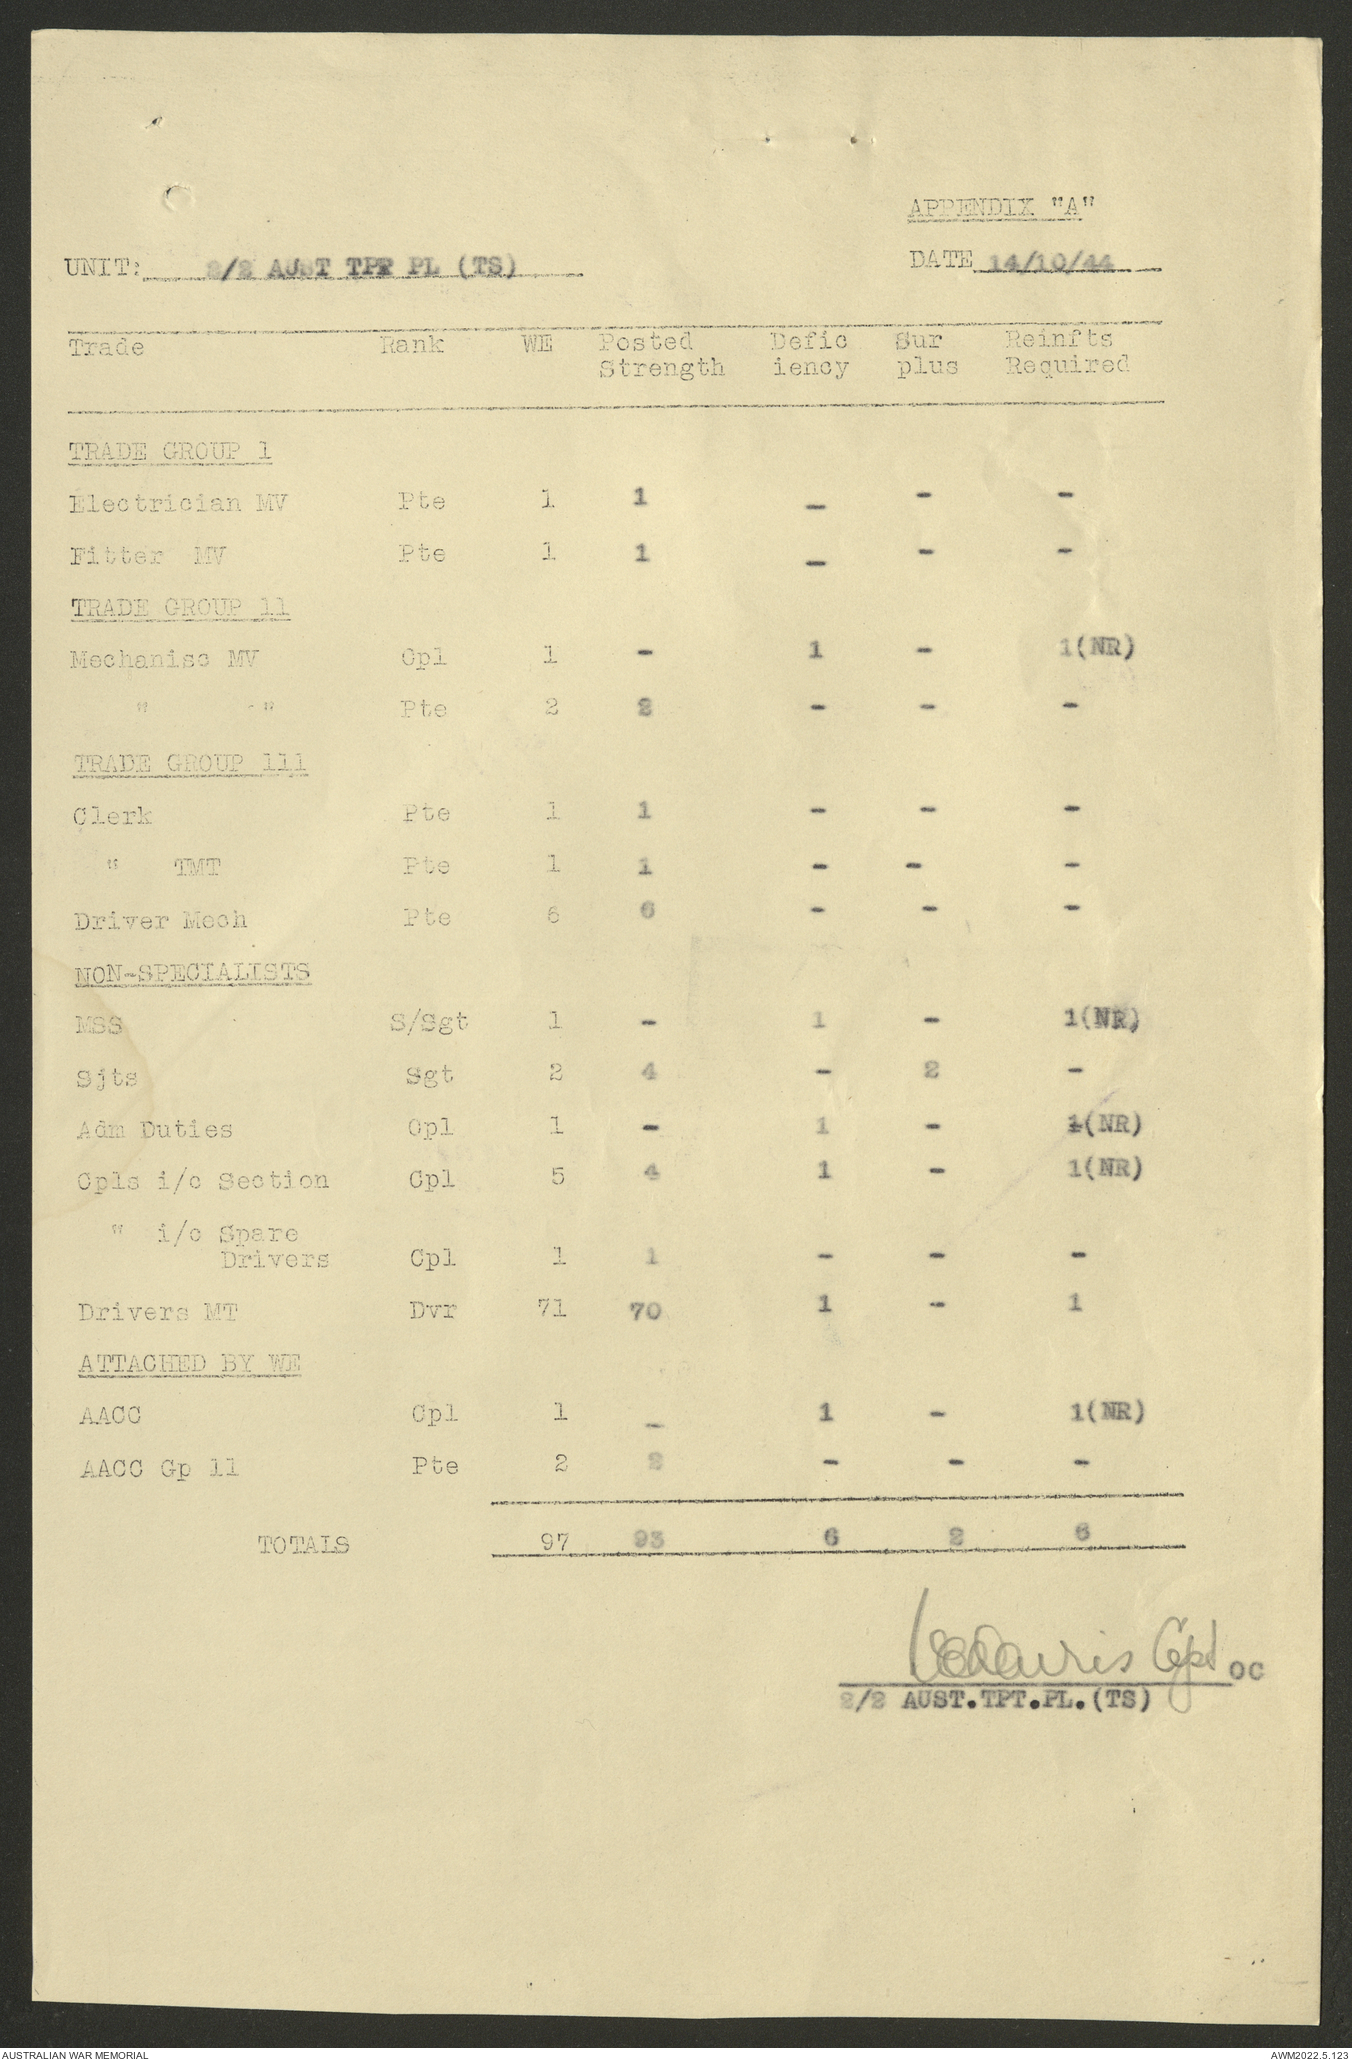 APPENDIX "A"
UNIT: 2/2 AUST TPT PL (TS) DATE 14/10/44
Trade Rank WE Posted Strength Defic iency Sur plus Reinfts Required
TRADE GROUP 1
Electrician MV Pte 1 1 - - -
Fitter MV Pte 1 1 - - -
TRADE GROUP 11
Mechanisc MV Cpl 1 - 1 - 1(NR)
" -" Pte 2 2 - - -
TRADE GROUP 111
Clerk Pte 1 1 - - -
" TMT Pte 1 1 - - -
Driver Mech Pte 6 6 - - -
NON-SPECIALISTS
MSS S/Sgt 1 - 1 - 1(NR)
Sjts Sgt 2 4 - 2 -
Adm Duties Cpl 1 - 1 - 1(NR)
Cpls i/c Section Cpl 5 4 1 - 1(NR)
" i/c Spare
Drivers Cpl 1 1 - - -
Drivers MT Dvr 71 70 1 - 1
ATTACHED BY WE
AACC Cpl 1 - 1 - 1(NR)
AACC Gp 11 Pte 2 2 - - -
TOTALS 97 93 6 2 6
Capt OC
2/2 AUST.TPT.PL.(TS)
AUSTRALIAN WAR MEMORIAL AWM2022.5.123